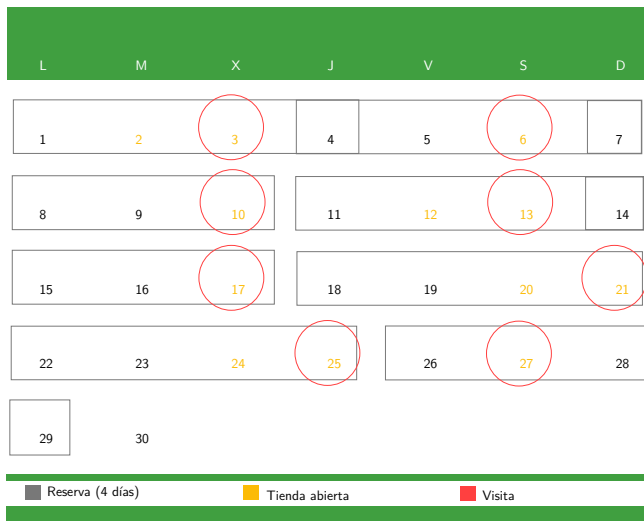 L M X J V S D
1 2 3 4 5 6 7
8 9 10 11 12 13 14
15 16 17 18 19 20 21
22 23 24 25 26 27 28
29 30
Reserva (4 días) Tienda abierta Visita